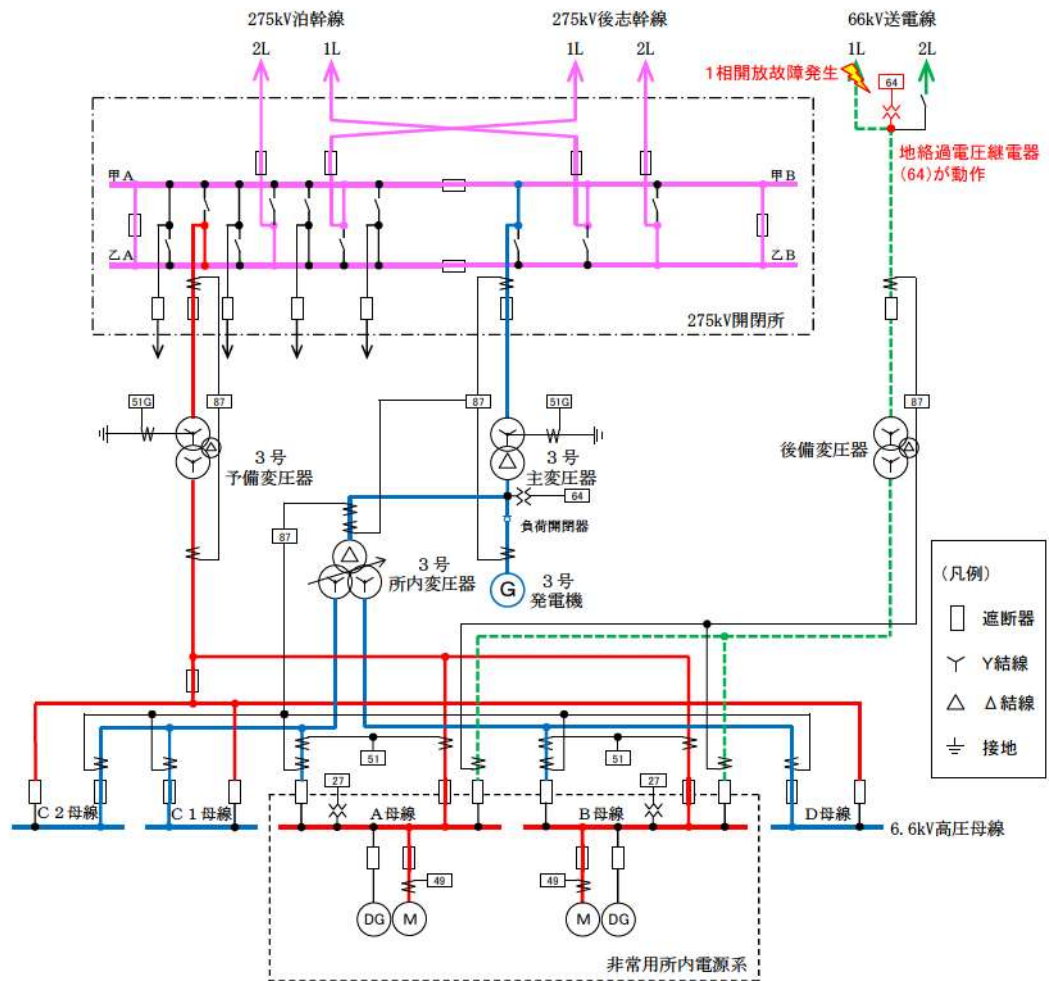 275kV泊幹線
275kV後志幹線
66kV送電線
2L
1L
1L
2L
1L
2L
1相開放故障発生
64
地絡過電圧継電器
(64)が動作
甲A
甲B
乙A
乙B
275kV開閉所
51G
87
87
51G
87
3号
予備変圧器
3号
主変圧器
後備変圧器
64
負荷開閉器
87
3号
所内変圧器
G
3号
発電機
(凡例)
遮断器
Y結線
Δ結線
接地
51
51
27
27
C2母線
C1母線
A母線
B母線
D母線
6.6kV高圧母線
49
49
DG
M
M
DG
非常用所内電源系